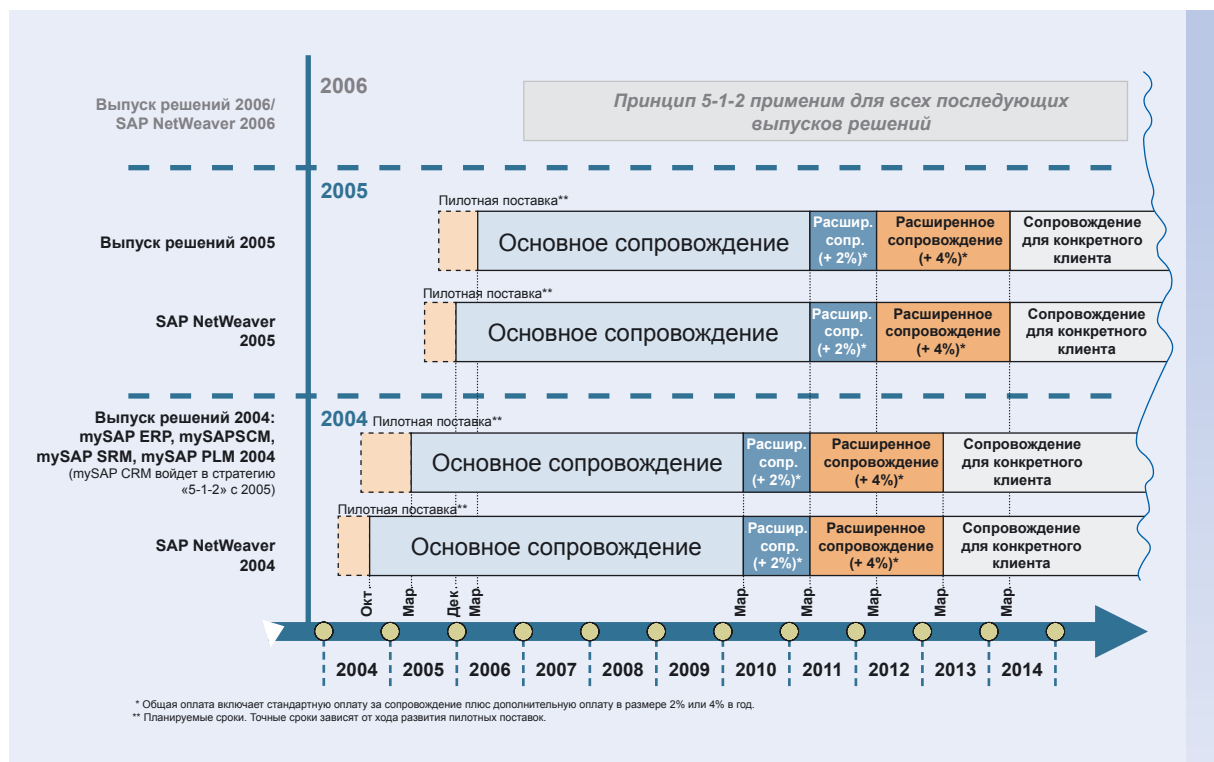 2006
Выпуск решений 2006/
SAP NetWeaver 2006
Принцип 5-1-2 применим для всех последующих
выпусков решений
2005
Пилотная поставка**
Выпуск решений 2005
Основное сопровождение
Расшир.
сопр.
(+ 2%)*
Расширенное
сопровождение
(+ 4%)*
Сопровождение
для конкретного
клиента
Пилотная поставка**
SAP NetWeaver
2005
Основное сопровождение
Расшир.
сопр.
(+ 2%)*
Расширенное
сопровождение
(+ 4%)*
Сопровождение
для конкретного
клиента
Выпуск решений 2004:
mySAP ERP, mySAPSCM,
mySAP SRM, mySAP PLM 2004
(mySAP CRM войдет в стратегию
«5-1-2» с 2005)
2004
Пилотная поставка**
Основное сопровождение
Расшир.
сопр.
(+ 2%)*
Расширенное
сопровождение
(+ 4%)*
Сопровождение
для конкретного
клиента
Пилотная поставка**
SAP NetWeaver
2004
Основное сопровождение
Расшир.
сопр.
(+ 2%)*
Расширенное
сопровождение
(+ 4%)*
Сопровождение
для конкретного
клиента
Окт.
Мар.
Дек.
Мар.
Мар.
Мар.
Мар.
Мар.
Мар.
2004 2005 2006 2007 2008 2009 2010 2011 2012 2013 2014
* Общая оплата включает стандартную оплату за сопровождение плюс дополнительную оплату в размере 2% или 4% в год.
** Планируемые сроки. Точные сроки зависят от хода развития пилотных поставок.